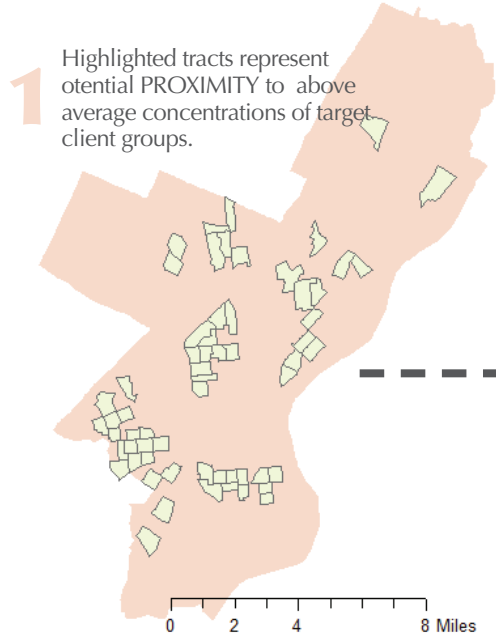 1
Highlighted tracts represent
otential PROXIMITY to above
average concentrations of target
client groups.
0 2 4 8 Miles